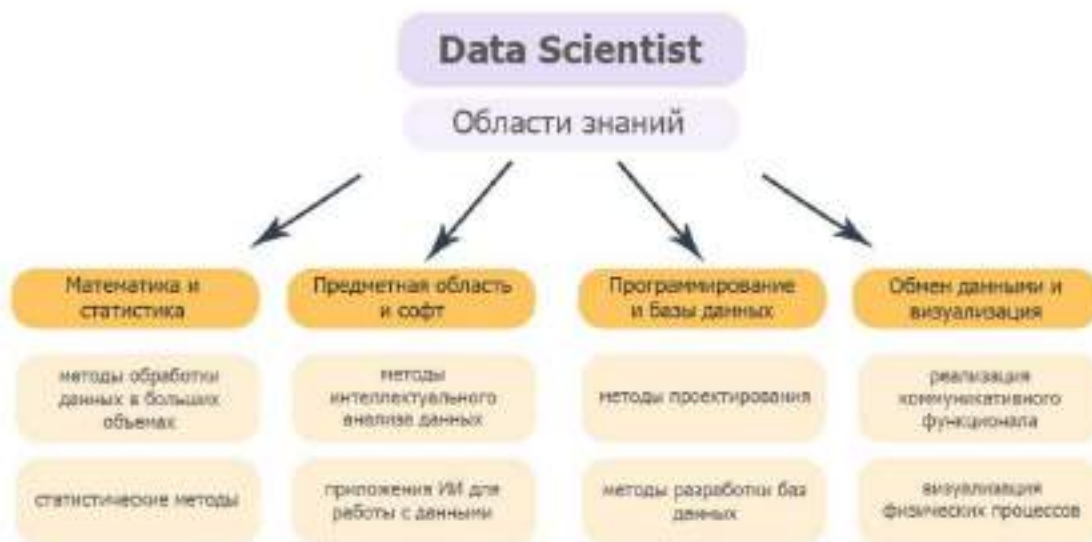 Data Scientist
Области знаний
Математика и
статистика
методы обработки
данных в больших
объемах
статистические методы
Предметная область
и софт
методы
интеллектуального
анализа данных
приложения ИИ для
работы с данными
Программирование
и базы данных
методы проектирования
методы разработки баз
данных
Обмен данными и
визуализация
реализация
коммуникативного
функционала
визуализация
физических процессов